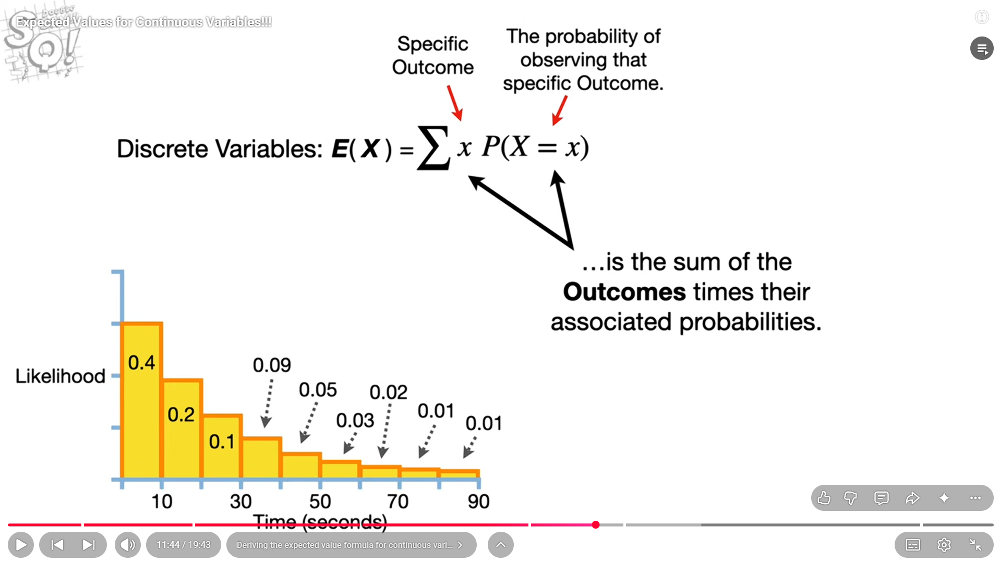 DOUBLE
SQ!
Expected Values for Continuous Variables!!!
Specific
Outcome
The probability of
observing that
specific Outcome.
Discrete Variables: E( X ) = ∑ x P(X = x)
...is the sum of the
Outcomes times their
associated probabilities.
Likelihood
0.4
0.2
0.1
0.09
0.05
0.03
0.02
0.01
0.01
10 30 50 70 90
Time (seconds)
11:44 / 19:43
Deriving the expected value formula for continuous vari...